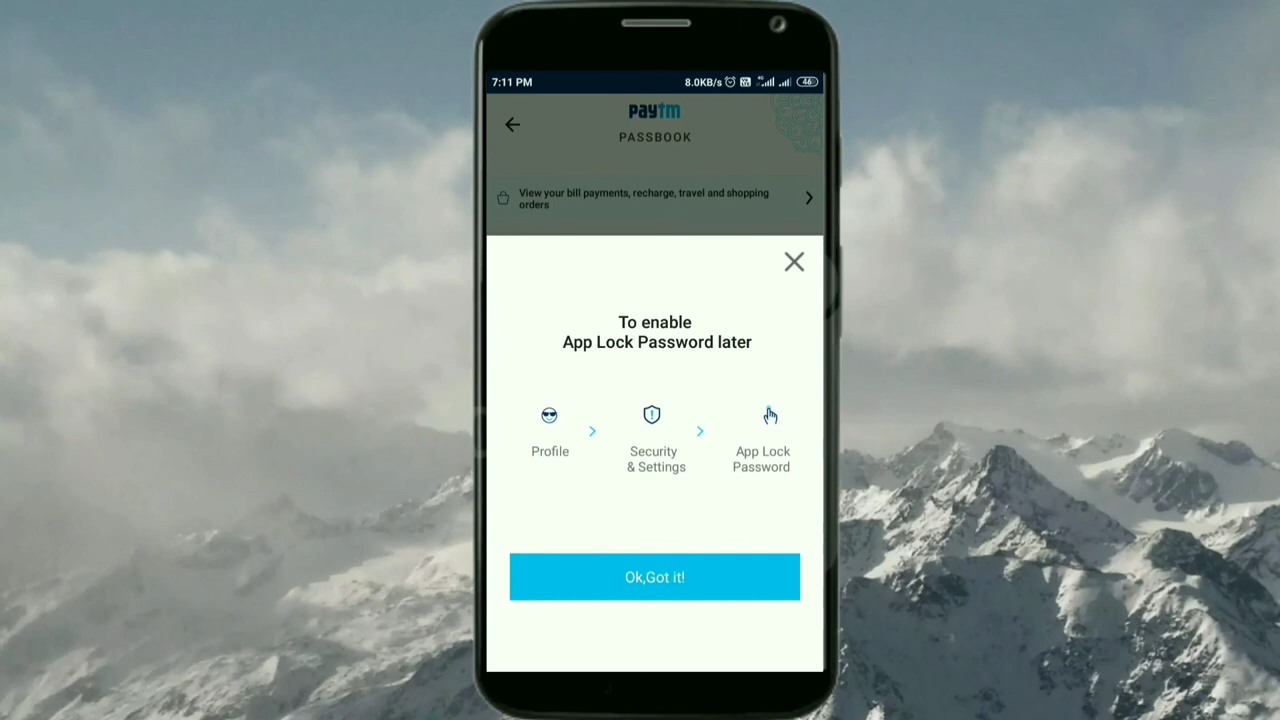 7:11 PM 8.0KB/s 4G 46
paytm
PASSBOOK
View your bill payments, recharge, travel and shopping
orders
To enable
App Lock Password later
Profile
Security
& Settings
App Lock
Password
Ok,Got it!